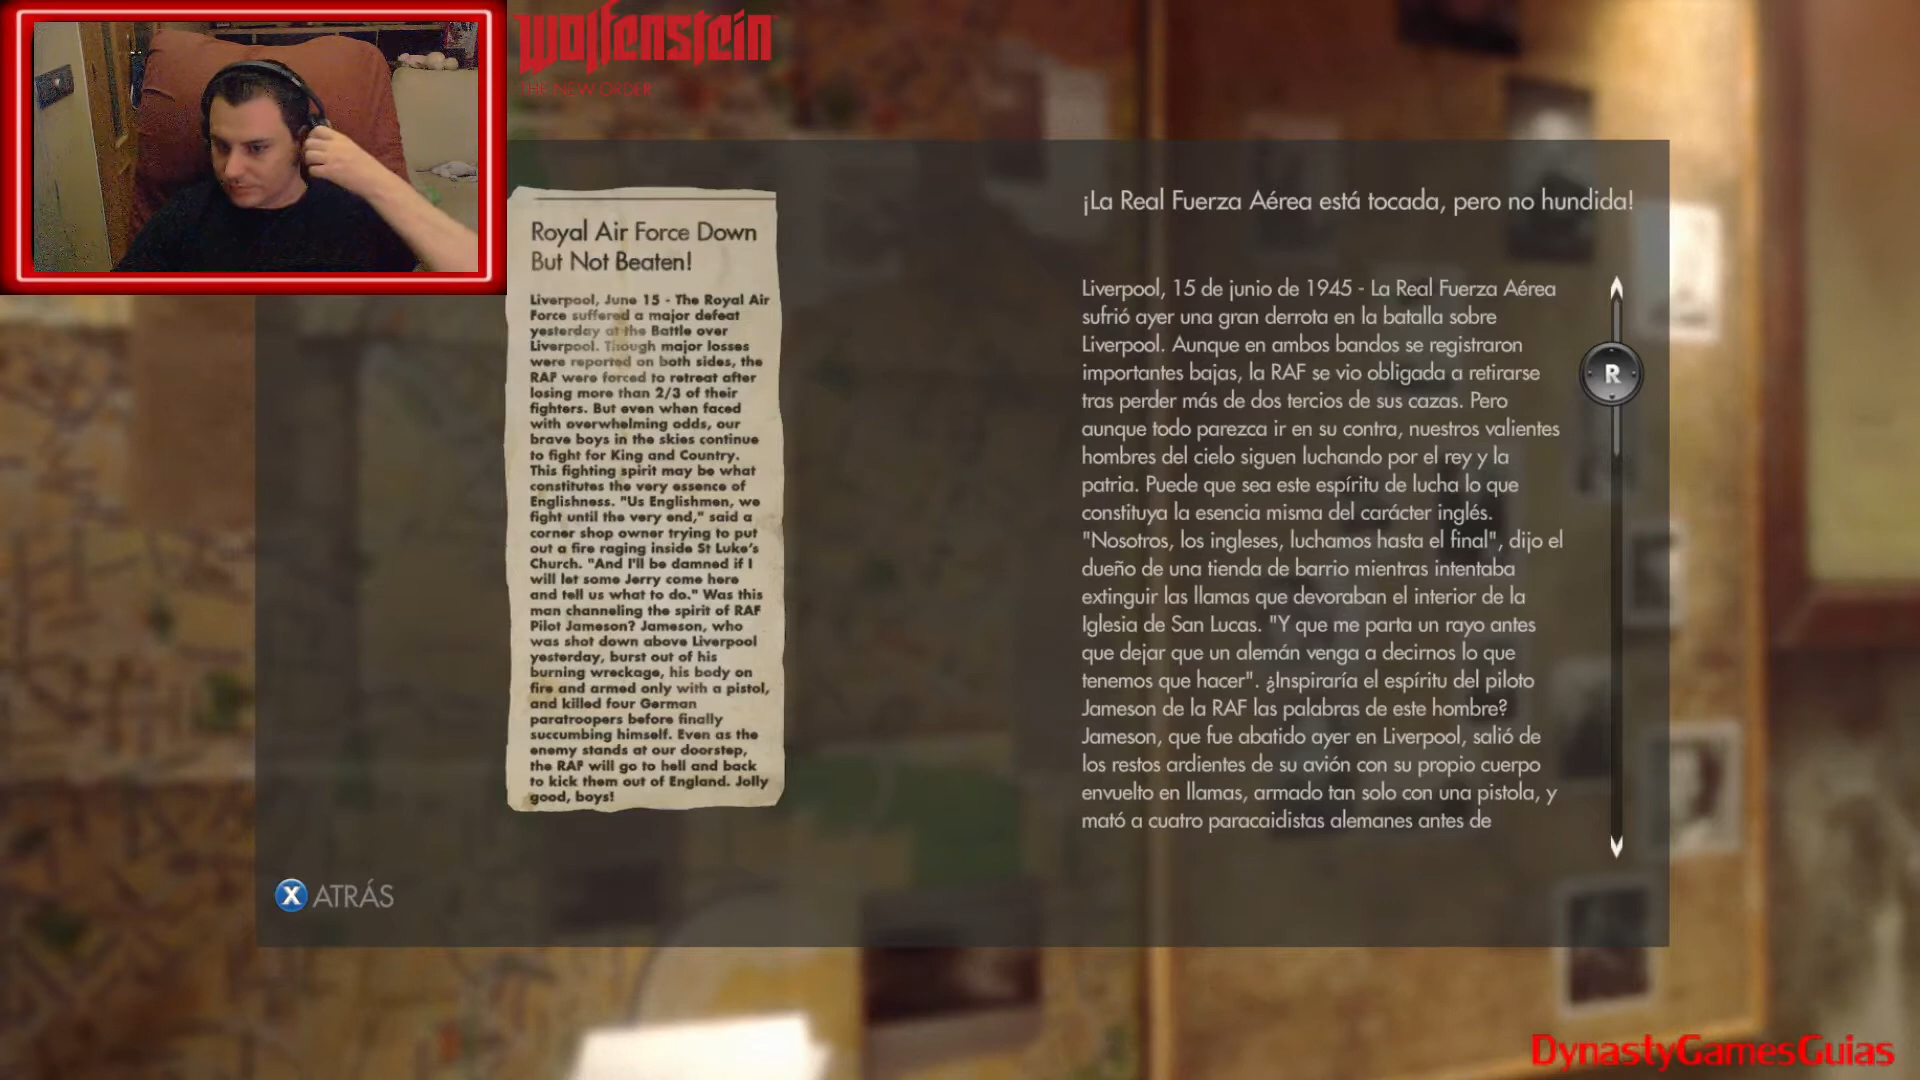 Wolfenstein
THE NEW ORDER
Royal Air Force Down
But Not Beaten!
Liverpool, June 15 - The Royal Air
Force suffered a major defeat
yesterday at the Battle over
Liverpool. Though major losses
were reported on both sides, the
RAF were forced to retreat after
losing more than 2/3 of their
fighters. But even when faced
with overwhelming odds, our
brave boys in the skies continue
to fight for King and Country.
This fighting spirit may be what
constitutes the very essence of
Englishness. "Us Englishmen, we
fight until the very end," said a
corner shop owner trying to put
out a fire raging inside St Luke's
Church. "And I'll be damned if I
will let some Jerry come here
and tell us what to do." Was this
man channeling the spirit of RAF
Pilot Jameson? Jameson, who
was shot down above Liverpool
yesterday, burst out of his
burning wreckage, his body on
fire and armed only with a pistol,
and killed four German
paratroopers before finally
succumbing himself. Even as the
enemy stands at our doorstep,
the RAF will go to hell and back
to kick them out of England. Jolly
good, boys!
¡La Real Fuerza Aérea está tocada, pero no hundida!
Liverpool, 15 de junio de 1945 - La Real Fuerza Aérea
sufrió ayer una gran derrota en la batalla sobre
Liverpool. Aunque en ambos bandos se registraron
importantes bajas, la RAF se vio obligada a retirarse
tras perder más de dos tercios de sus cazas. Pero
aunque todo parezca ir en su contra, nuestros valientes
hombres del cielo siguen luchando por el rey y la
patria. Puede que sea este espíritu de lucha lo que
constituya la esencia misma del carácter inglés.
"Nosotros, los ingleses, luchamos hasta el final", dijo el
dueño de una tienda de barrio mientras intentaba
extinguir las llamas que devoraban el interior de la
Iglesia de San Lucas. "Y que me parta un rayo antes
que dejar que un alemán venga a decirnos lo que
tenemos que hacer". ¿Inspiraría el espíritu del piloto
Jameson de la RAF las palabras de este hombre?
Jameson, que fue abatido ayer en Liverpool, salió de
los restos ardientes de su avión con su propio cuerpo
envuelto en llamas, armado tan solo con una pistola, y
mató a cuatro paracaidistas alemanes antes de
R
X ATRÁS
DynastyGamesGuias